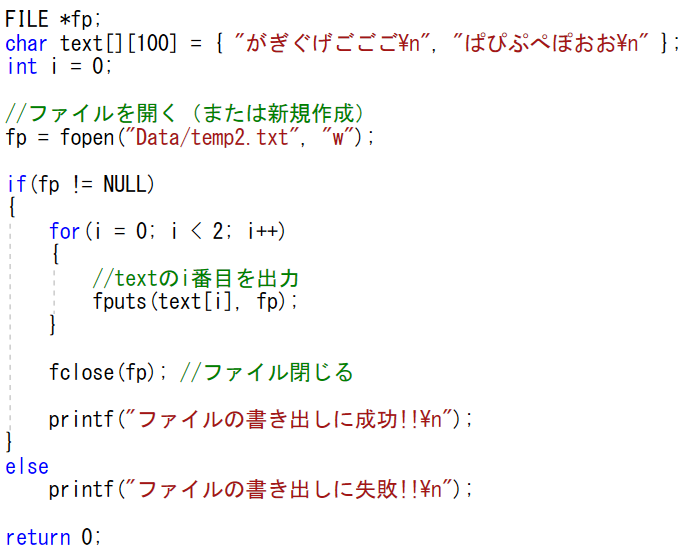 FILE *fp;
char text[][100] = { "がぎぐげごごご¥n", "ぱぴぷぺぽおお¥n" };
int i = 0;
//ファイルを開く（または新規作成）
fp = fopen("Data/temp2.txt", "w");
if(fp != NULL)
{
for(i = 0; i < 2; i++)
{
//textのi番目を出力
fputs(text[i], fp);
}
fclose(fp); //ファイル閉じる
printf("ファイルの書き出しに成功!!¥n");
}
else
printf("ファイルの書き出しに失敗!!¥n");
return 0;